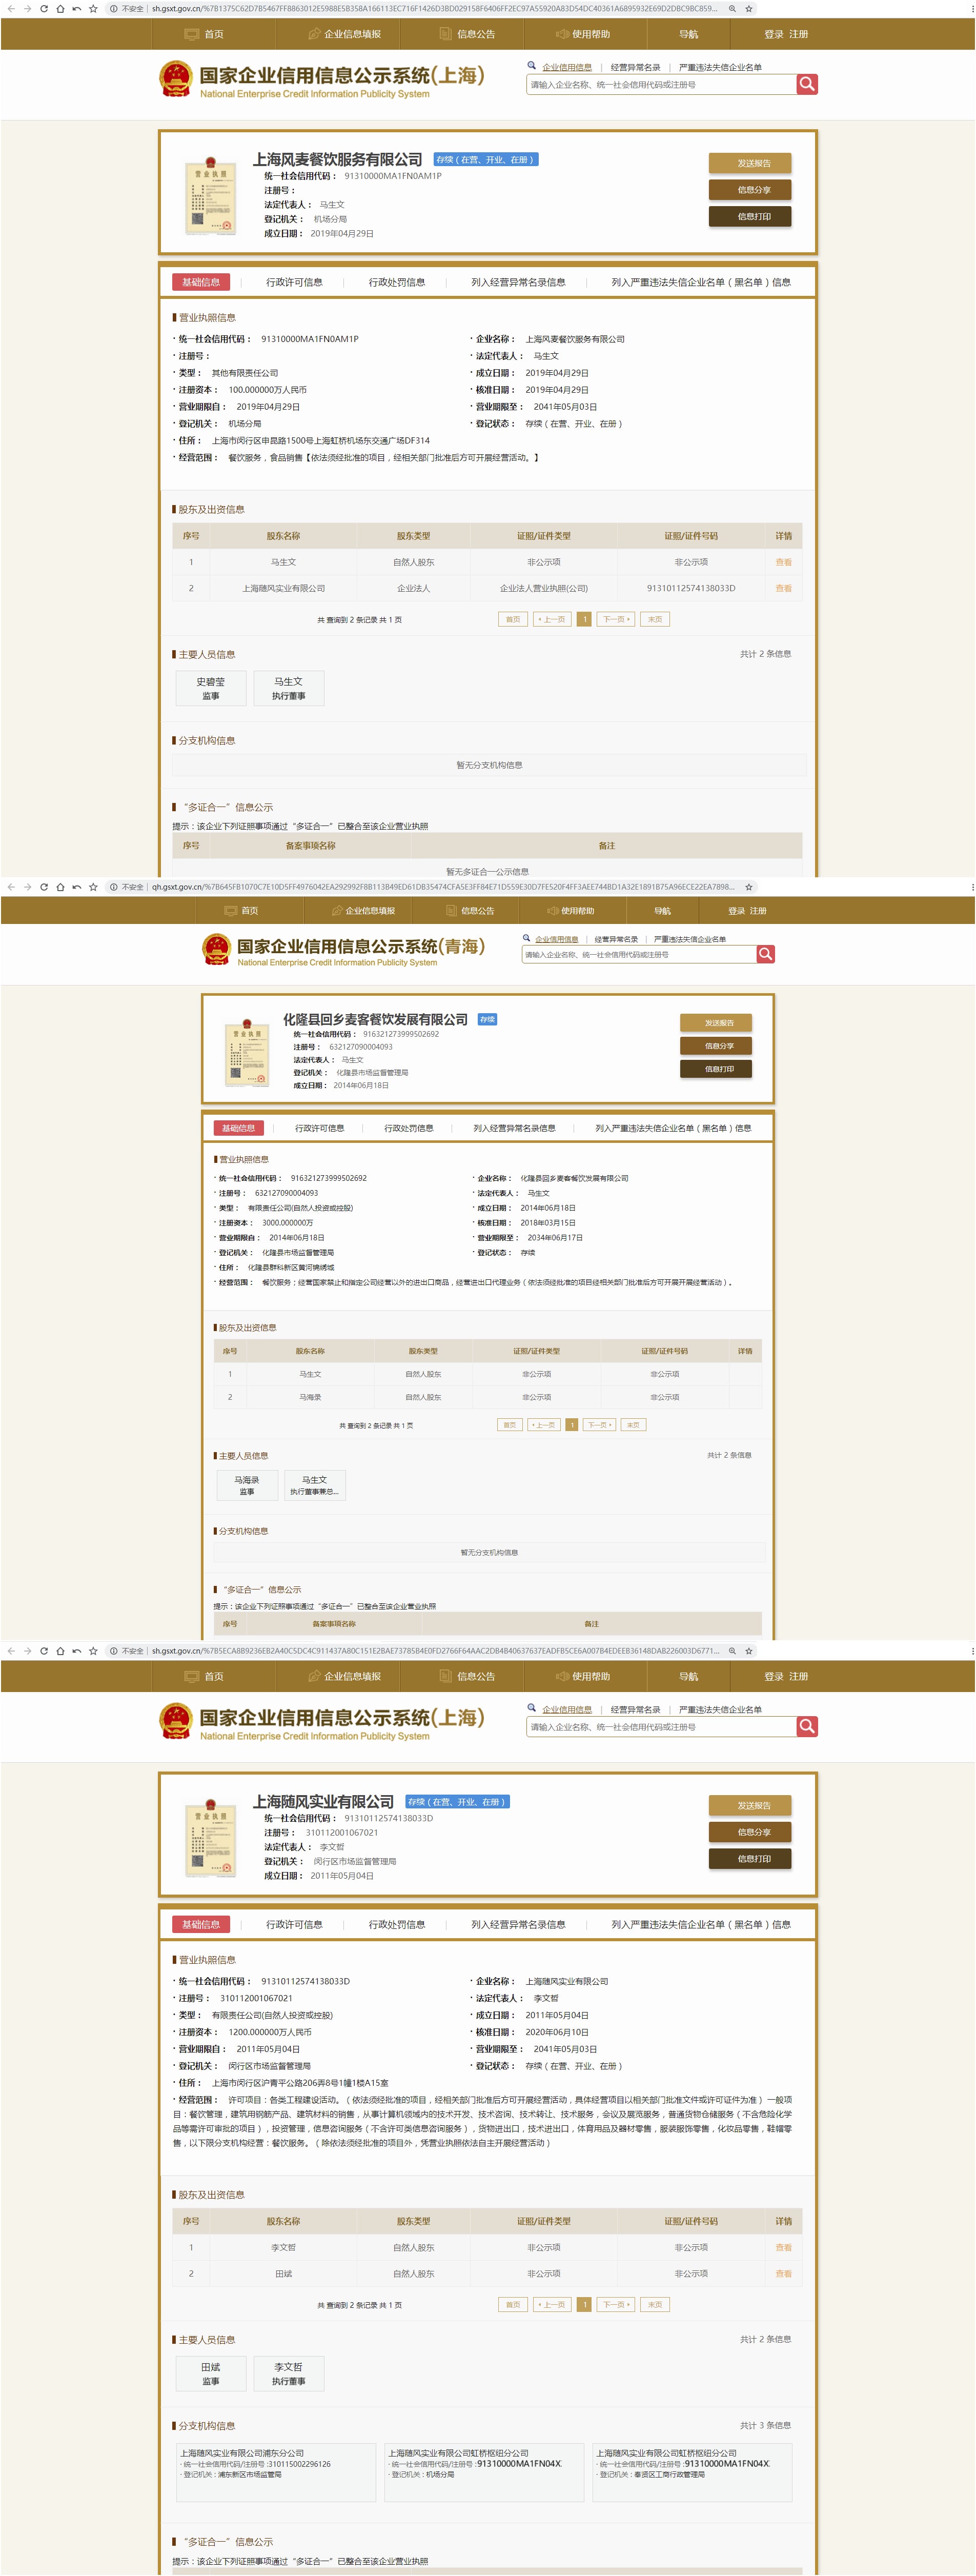 不安全 | sh.gsxt.gov.cn/
首页 企业信息填报 信息公告 使用帮助 导航 登录 注册
国家企业信用信息公示系统(上海)
National Enterprise Credit Information Publicity System
企业信用信息 | 经营异常名录 | 严重违法失信企业名单
请输入企业名称、统一社会信用代码或注册号
上海风麦餐饮服务有限公司 存续（在营、开业、在册）
统一社会信用代码： 91310000MA1FN0AM1P
注册号：
法定代表人： 马生文
登记机关： 机场分局
成立日期： 2019年04月29日
发送报告
信息分享
信息打印
基础信息 | 行政许可信息 | 行政处罚信息 | 列入经营异常名录信息 | 列入严重违法失信企业名单（黑名单）信息
营业执照信息
· 统一社会信用代码： 91310000MA1FN0AM1P · 企业名称： 上海风麦餐饮服务有限公司
· 注册号： · 法定代表人： 马生文
· 类型： 其他有限责任公司 · 成立日期： 2019年04月29日
· 注册资本： 100.000000万人民币 · 核准日期： 2019年04月29日
· 营业期限自： 2019年04月29日 · 营业期限至： 2041年05月03日
· 登记机关： 机场分局 · 登记状态： 存续（在营、开业、在册）
· 住所： 上海市闵行区申昆路1500号上海虹桥机场东交通广场DF314
· 经营范围： 餐饮服务，食品销售【依法须经批准的项目，经相关部门批准后方可开展经营活动。】
股东及出资信息
序号 股东名称 股东类型 证照/证件类型 证照/证件号码 详情
1 马生文 自然人股东 非公示项 非公示项 查看
2 上海随风实业有限公司 企业法人 企业法人营业执照(公司) 91310112574138033D 查看
共 查询到 2 条记录 共 1 页 首页 上一页 1 下一页 末页
主要人员信息 共计 2 条信息
史碧莹 马生文
监事 执行董事
分支机构信息
暂无分支机构信息
“多证合一”信息公示
提示：该企业下列证照事项通过“多证合一”已整合至该企业营业执照
序号 备案事项名称 备注
暂无多证合一公示信息
不安全 | qh.gsxt.gov.cn/
首页 企业信息填报 信息公告 使用帮助 导航 登录 注册
国家企业信用信息公示系统(青海)
National Enterprise Credit Information Publicity System
企业信用信息 | 经营异常名录 | 严重违法失信企业名单
请输入企业名称、统一社会信用代码或注册号
化隆县回乡麦客餐饮发展有限公司 存续
统一社会信用代码： 916321273999502692
注册号： 632127090004093
法定代表人： 马生文
登记机关： 化隆县市场监督管理局
成立日期： 2014年06月18日
发送报告
信息分享
信息打印
基础信息 | 行政许可信息 | 行政处罚信息 | 列入经营异常名录信息 | 列入严重违法失信企业名单（黑名单）信息
营业执照信息
· 统一社会信用代码： 916321273999502692 · 企业名称： 化隆县回乡麦客餐饮发展有限公司
· 注册号： 632127090004093 · 法定代表人： 马生文
· 类型： 有限责任公司(自然人投资或控股) · 成立日期： 2014年06月18日
· 注册资本： 3000.000000万 · 核准日期： 2018年03月15日
· 营业期限自： 2014年06月18日 · 营业期限至： 2034年06月17日
· 登记机关： 化隆县市场监督管理局 · 登记状态： 存续
· 住所： 化隆县群科新区黄河锦绣城
· 经营范围： 餐饮服务；经营国家禁止和指定公司经营以外的进出口商品，经营进出口代理业务（依法须经批准的项目经相关部门批准后方可开展开展经营活动）。
股东及出资信息
序号 股东名称 股东类型 证照/证件类型 证照/证件号码 详情
1 马生文 自然人股东 非公示项 非公示项
2 马海录 自然人股东 非公示项 非公示项
共 查询到 2 条记录 共 1 页 首页 上一页 1 下一页 末页
主要人员信息 共计 2 条信息
马海录 马生文
监事 执行董事兼总...
分支机构信息
暂无分支机构信息
“多证合一”信息公示
提示：该企业下列证照事项通过“多证合一”已整合至该企业营业执照
序号 备案事项名称 备注
不安全 | sh.gsxt.gov.cn/
首页 企业信息填报 信息公告 使用帮助 导航 登录 注册
国家企业信用信息公示系统(上海)
National Enterprise Credit Information Publicity System
企业信用信息 | 经营异常名录 | 严重违法失信企业名单
请输入企业名称、统一社会信用代码或注册号
上海随风实业有限公司 存续（在营、开业、在册）
统一社会信用代码： 91310112574138033D
注册号： 310112001067021
法定代表人： 李文哲
登记机关： 闵行区市场监督管理局
成立日期： 2011年05月04日
发送报告
信息分享
信息打印
基础信息 | 行政许可信息 | 行政处罚信息 | 列入经营异常名录信息 | 列入严重违法失信企业名单（黑名单）信息
营业执照信息
· 统一社会信用代码： 91310112574138033D · 企业名称： 上海随风实业有限公司
· 注册号： 310112001067021 · 法定代表人： 李文哲
· 类型： 有限责任公司(自然人投资或控股) · 成立日期： 2011年05月04日
· 注册资本： 1200.000000万人民币 · 核准日期： 2020年06月10日
· 营业期限自： 2011年05月04日 · 营业期限至： 2041年05月03日
· 登记机关： 闵行区市场监督管理局 · 登记状态： 存续（在营、开业、在册）
· 住所： 上海市闵行区沪青平公路206弄8号1幢1楼A15室
· 经营范围： 许可项目：各类工程建设活动。（依法须经批准的项目，经相关部门批准后方可开展经营活动，具体经营项目以相关部门批准文件或许可证件为准） 一般项
目：餐饮管理，建筑用钢筋产品、建筑材料的销售，从事计算机领域内的技术开发、技术咨询、技术转让、技术服务，会议及展览服务，普通货物仓储服务（不含危险化学
品等需许可审批的项目），投资管理，信息咨询服务（不含许可类信息咨询服务），货物进出口，技术进出口，体育用品及器材零售，服装服饰零售，化妆品零售，鞋帽零
售，以下限分支机构经营：餐饮服务。（除依法须经批准的项目外，凭营业执照依法自主开展经营活动）
股东及出资信息
序号 股东名称 股东类型 证照/证件类型 证照/证件号码 详情
1 李文哲 自然人股东 非公示项 非公示项 查看
2 田斌 自然人股东 非公示项 非公示项 查看
共 查询到 2 条记录 共 1 页 首页 上一页 1 下一页 末页
主要人员信息 共计 2 条信息
田斌 李文哲
监事 执行董事
分支机构信息 共计 3 条信息
上海随风实业有限公司浦东分公司 上海随风实业有限公司虹桥枢纽分公司 上海随风实业有限公司虹桥枢纽分公司
· 统一社会信用代码/注册号:310115002296126 · 统一社会信用代码/注册号:91310000MA1FN04X · 统一社会信用代码/注册号:91310000MA1FN04X
· 登记机关：浦东新区市场监管局 · 登记机关：机场分局 · 登记机关：奉贤区工商行政管理局
“多证合一”信息公示
提示：该企业下列证照事项通过“多证合一”已整合至该企业营业执照